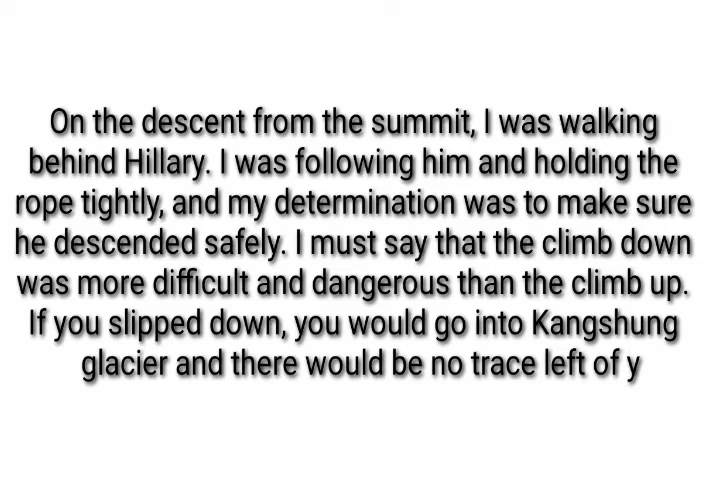 On the descent from the summit, I was walking
behind Hillary. I was following him and holding the
rope tightly, and my determination was to make sure
he descended safely. I must say that the climb down
was more difficult and dangerous than the climb up.
If you slipped down, you would go into Kangshung
glacier and there would be no trace left of y